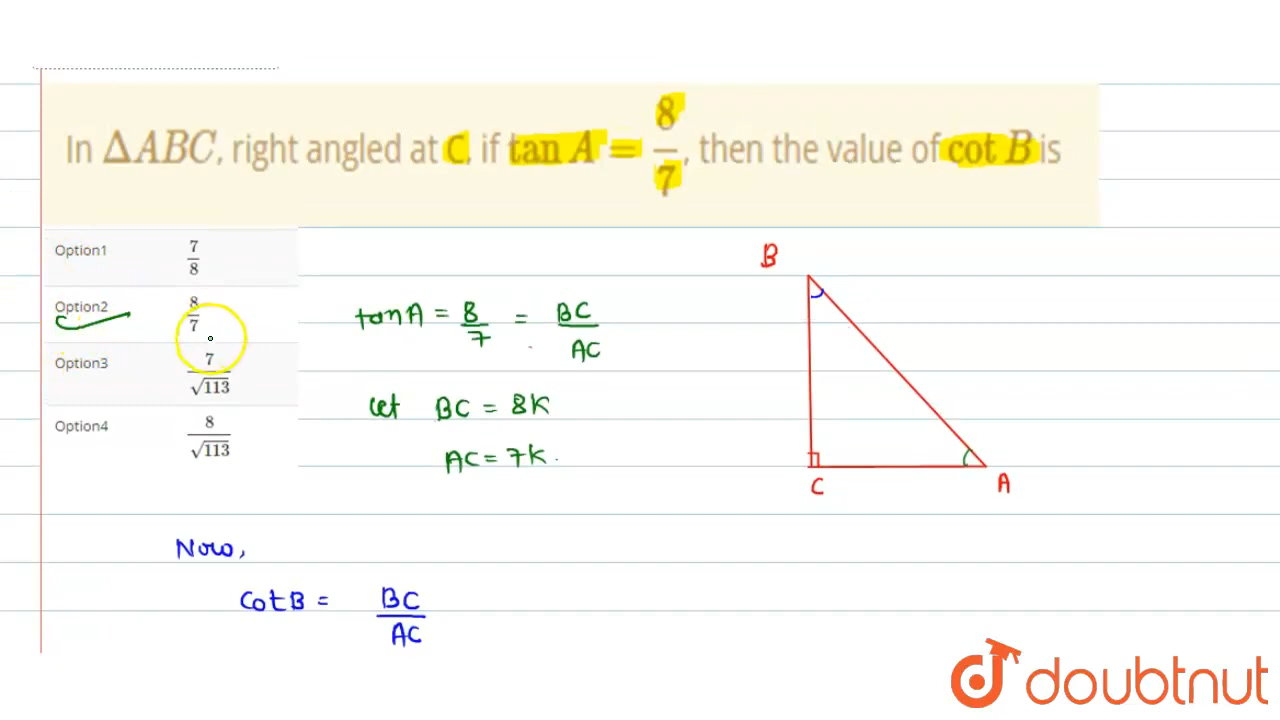 In ΔABC, right angled at C, if tan A = 8/7, then the value of cot B is
Option1 7/8
Option2 8/7
Option3 7/√113
Option4 8/√113
tanA = 8/7 = BC/AC
Let BC = 8K
AC = 7K.
Now,
CotB = BC/AC
B
C
A
doubtnut